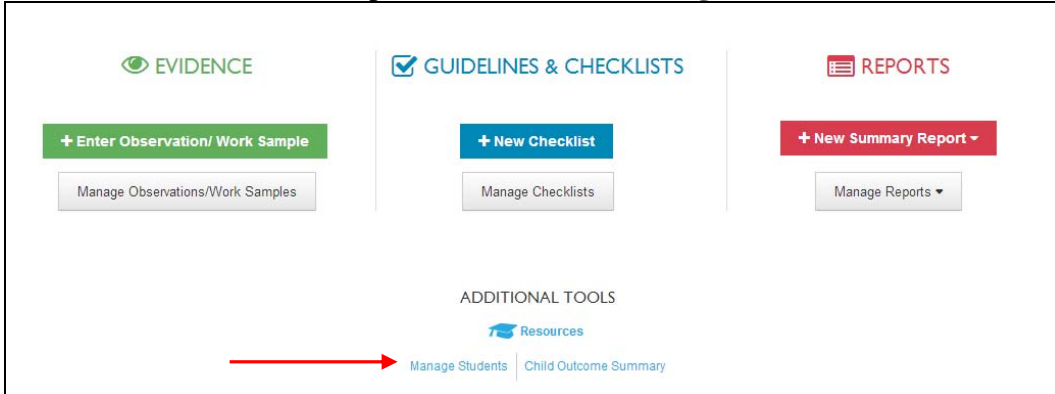 EVIDENCE
GUIDELINES & CHECKLISTS
REPORTS
+ Enter Observation/ Work Sample
+ New Checklist
+ New Summary Report
Manage Observations/Work Samples
Manage Checklists
Manage Reports
ADDITIONAL TOOLS
Resources
Manage Students
Child Outcome Summary